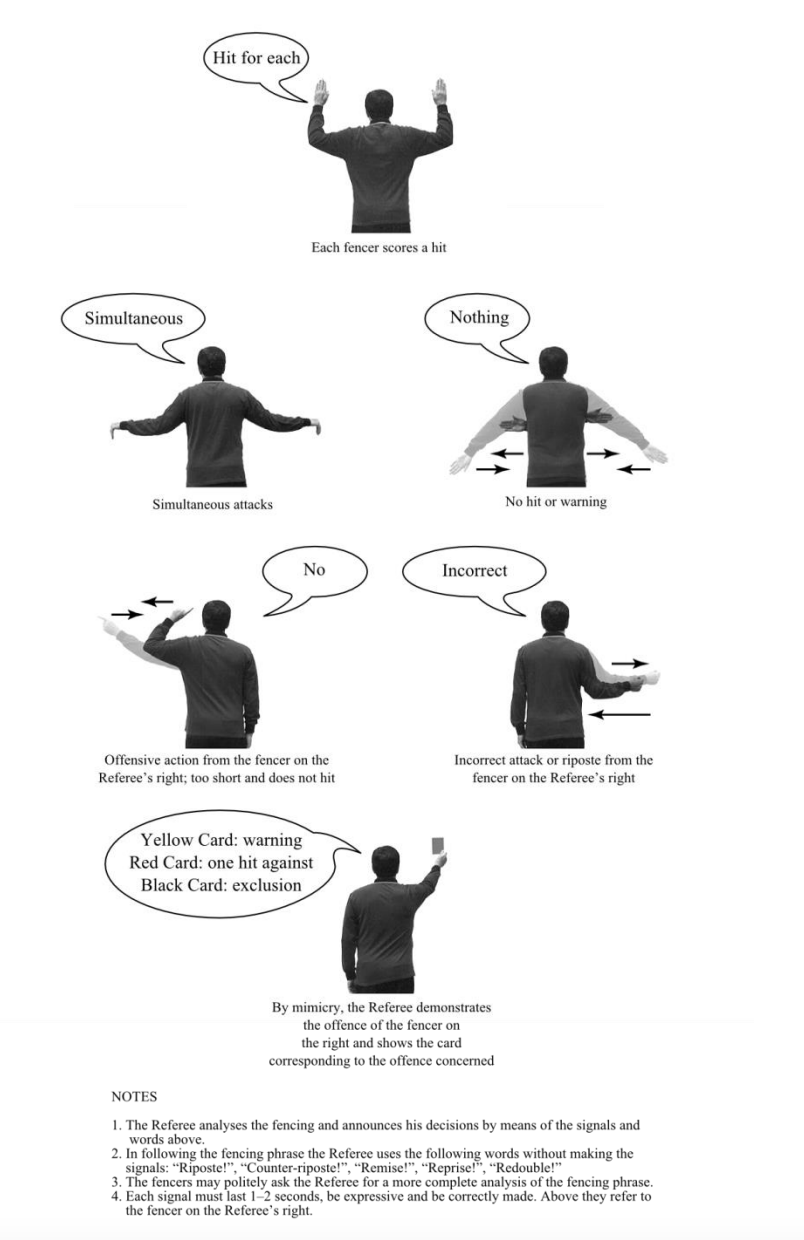 Hit for each
Each fencer scores a hit
Simultaneous
Nothing
Simultaneous attacks
No hit or warning
No
Incorrect
Offensive action from the fencer on the
Referee’s right; too short and does not hit
Incorrect attack or riposte from the
fencer on the Referee’s right
Yellow Card: warning
Red Card: one hit against
Black Card: exclusion
By mimicry, the Referee demonstrates
the offence of the fencer on
the right and shows the card
corresponding to the offence concerned
NOTES
1. The Referee analyses the fencing and announces his decisions by means of the signals and
words above.
2. In following the fencing phrase the Referee uses the following words without making the
signals: “Riposte!”, “Counter-riposte!”, “Remise!”, “Reprise!”, “Redouble!”
3. The fencers may politely ask the Referee for a more complete analysis of the fencing phrase.
4. Each signal must last 1–2 seconds, be expressive and be correctly made. Above they refer to
the fencer on the Referee’s right.